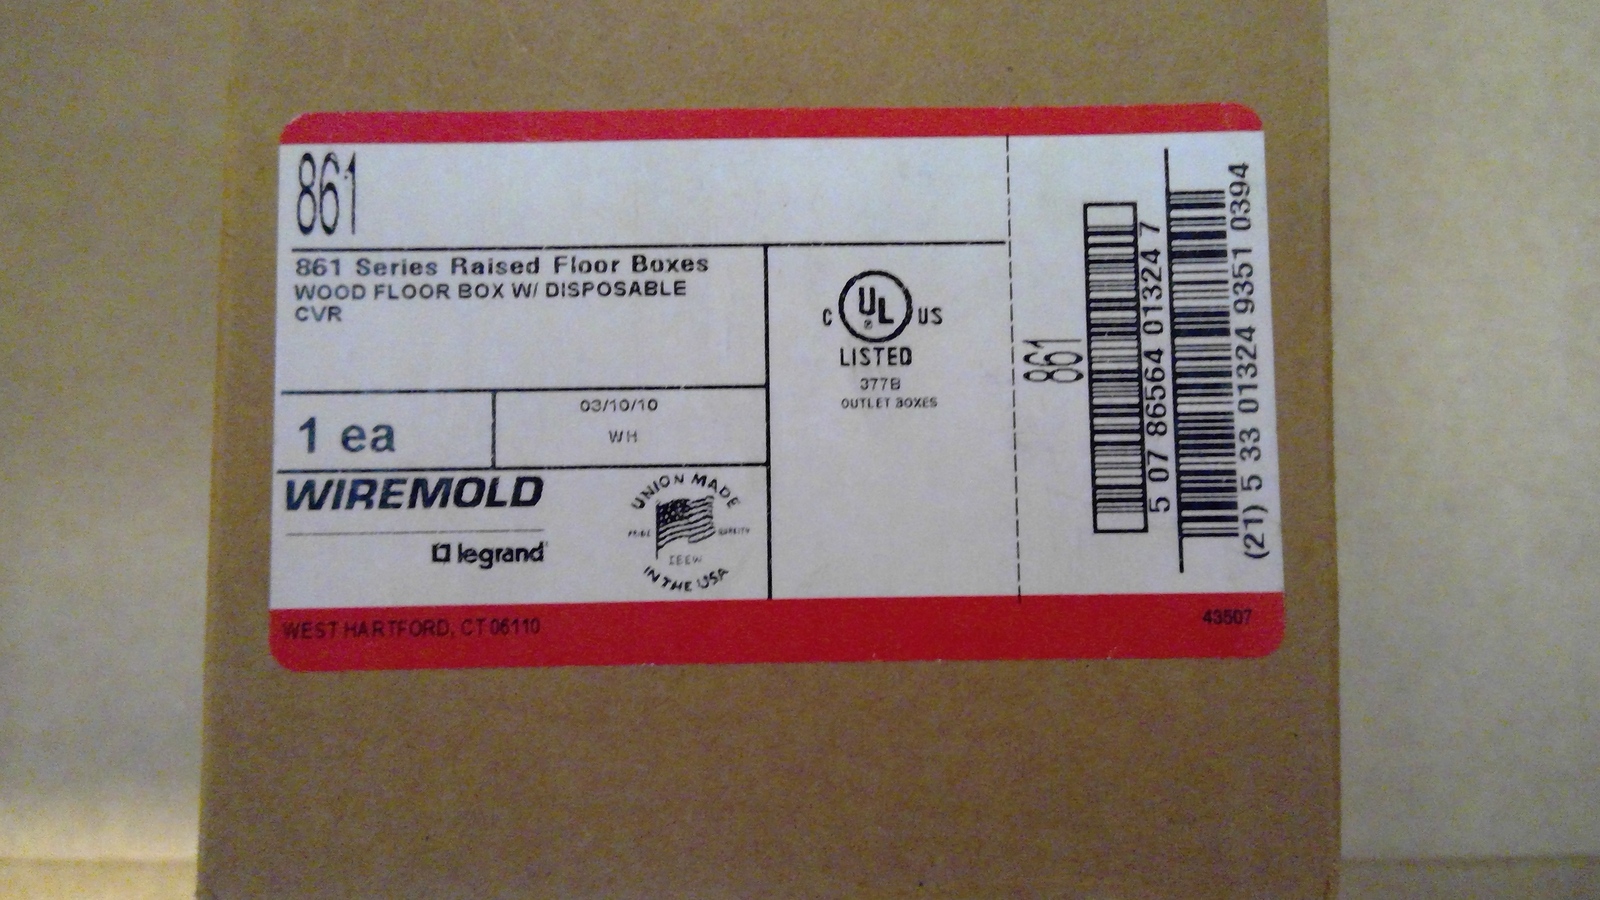 861
861 Series Raised Floor Boxes
WOOD FLOOR BOX W/ DISPOSABLE
CVR
1 ea
03/10/10
WH
WIREMOLD
legrand
UNION MADE
IBEW
IN THE USA
C UL US
®
LISTED
377B
OUTLET BOXES
861
5 07 86564 01324 7
(21) 5 33 01324 9351 0394
WEST HARTFORD, CT 06110
43507